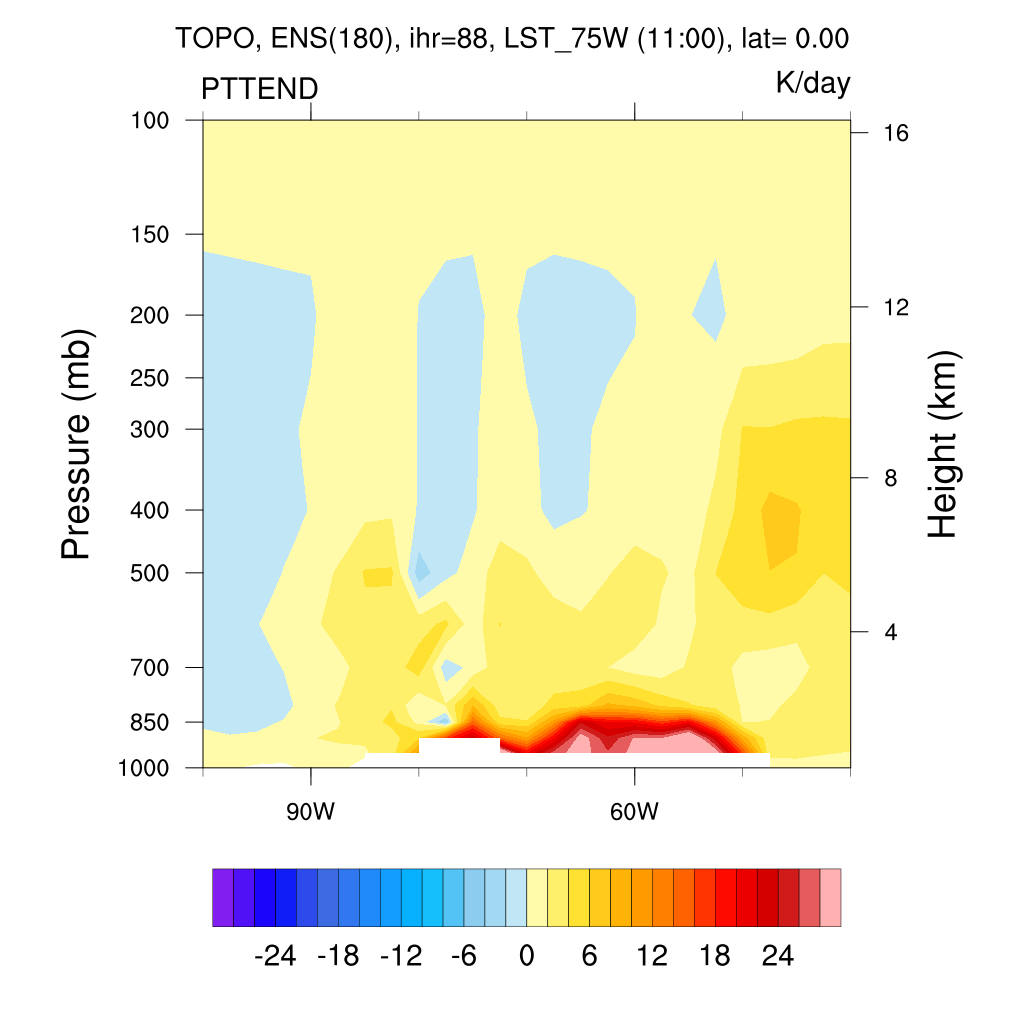 TOPO, ENS(180), ihr=88, LST_75W (11:00), lat= 0.00
PTTEND
K/day
100
150
200
250
300
400
500
700
850
1000
Pressure (mb)
16
12
8
4
Height (km)
90W
60W
-24 -18 -12 -6 0 6 12 18 24